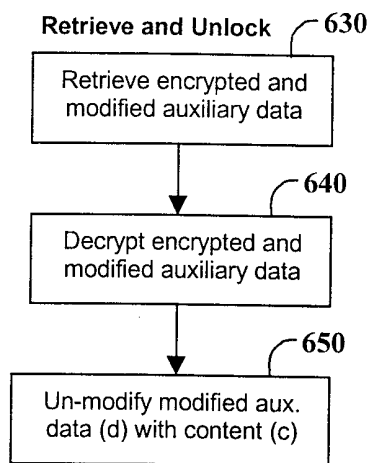 Retrieve and Unlock
630
Retrieve encrypted and
modified auxiliary data
640
Decrypt encrypted and
modified auxiliary data
650
Un-modify modified aux.
data (d) with content (c)